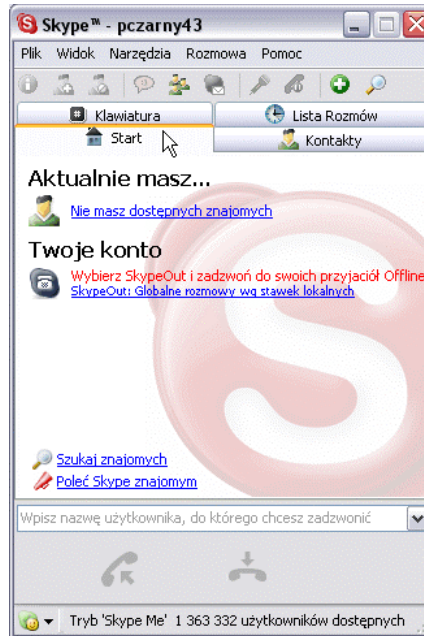 Skype™ - pczarny43
Plik Widok Narzędzia Rozmowa Pomoc
Klawiatura
Lista Rozmów
Start
Kontakty
Aktualnie masz...
Nie masz dostępnych znajomych
Twoje konto
Wybierz SkypeOut i zadzwoń do swoich przyjaciół Offline
SkypeOut: Globalne rozmowy wg stawek lokalnych
Szukaj znajomych
Poleć Skype znajomym
Wpisz nazwę użytkownika, do którego chcesz zadzwonić
Tryb 'Skype Me' 1 363 332 użytkowników dostępnych